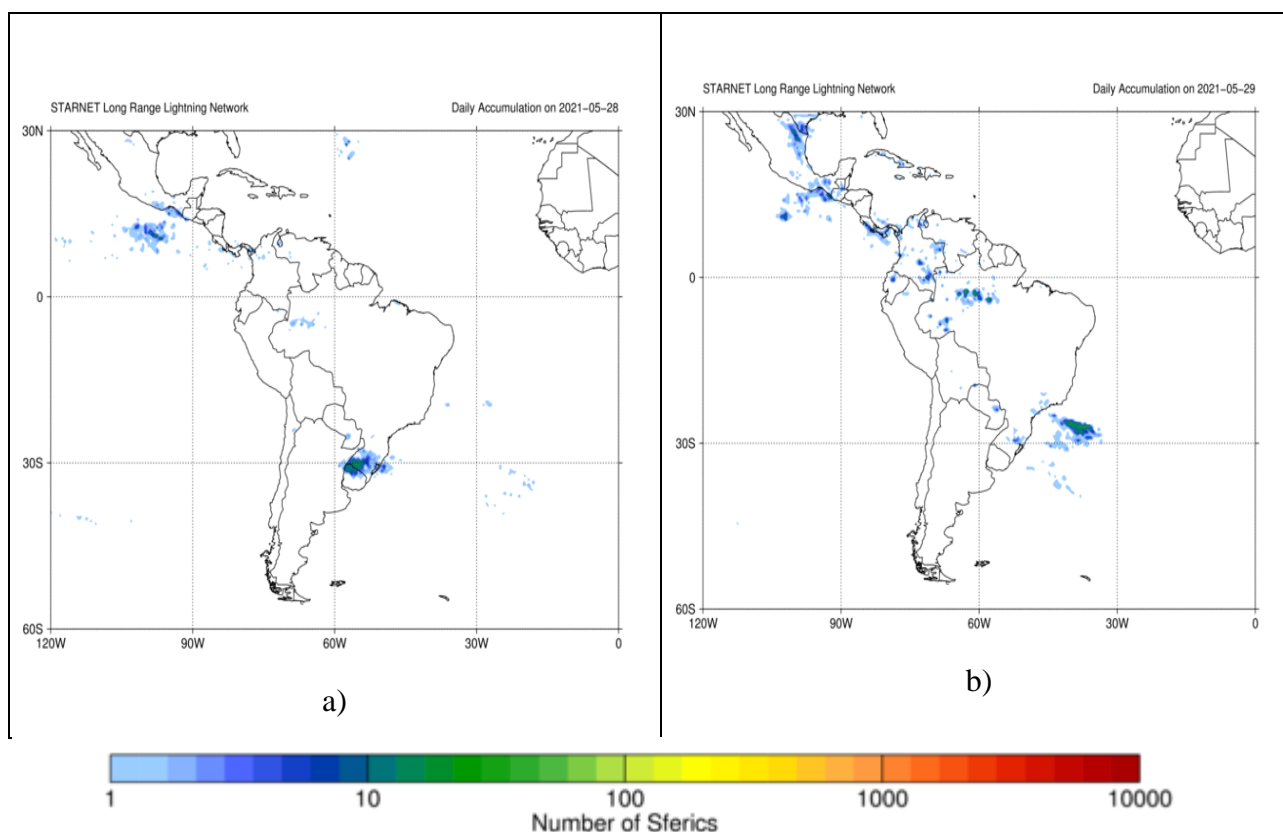 STARNET Long Range Lightning Network Daily Accumulation on 2021-05-28
30N
0
30S
60S
120W 90W 60W 30W 0
a)
STARNET Long Range Lightning Network Daily Accumulation on 2021-05-29
30N
0
30S
60S
120W 90W 60W 30W 0
b)
1 10 100 1000 10000
Number of Sferics